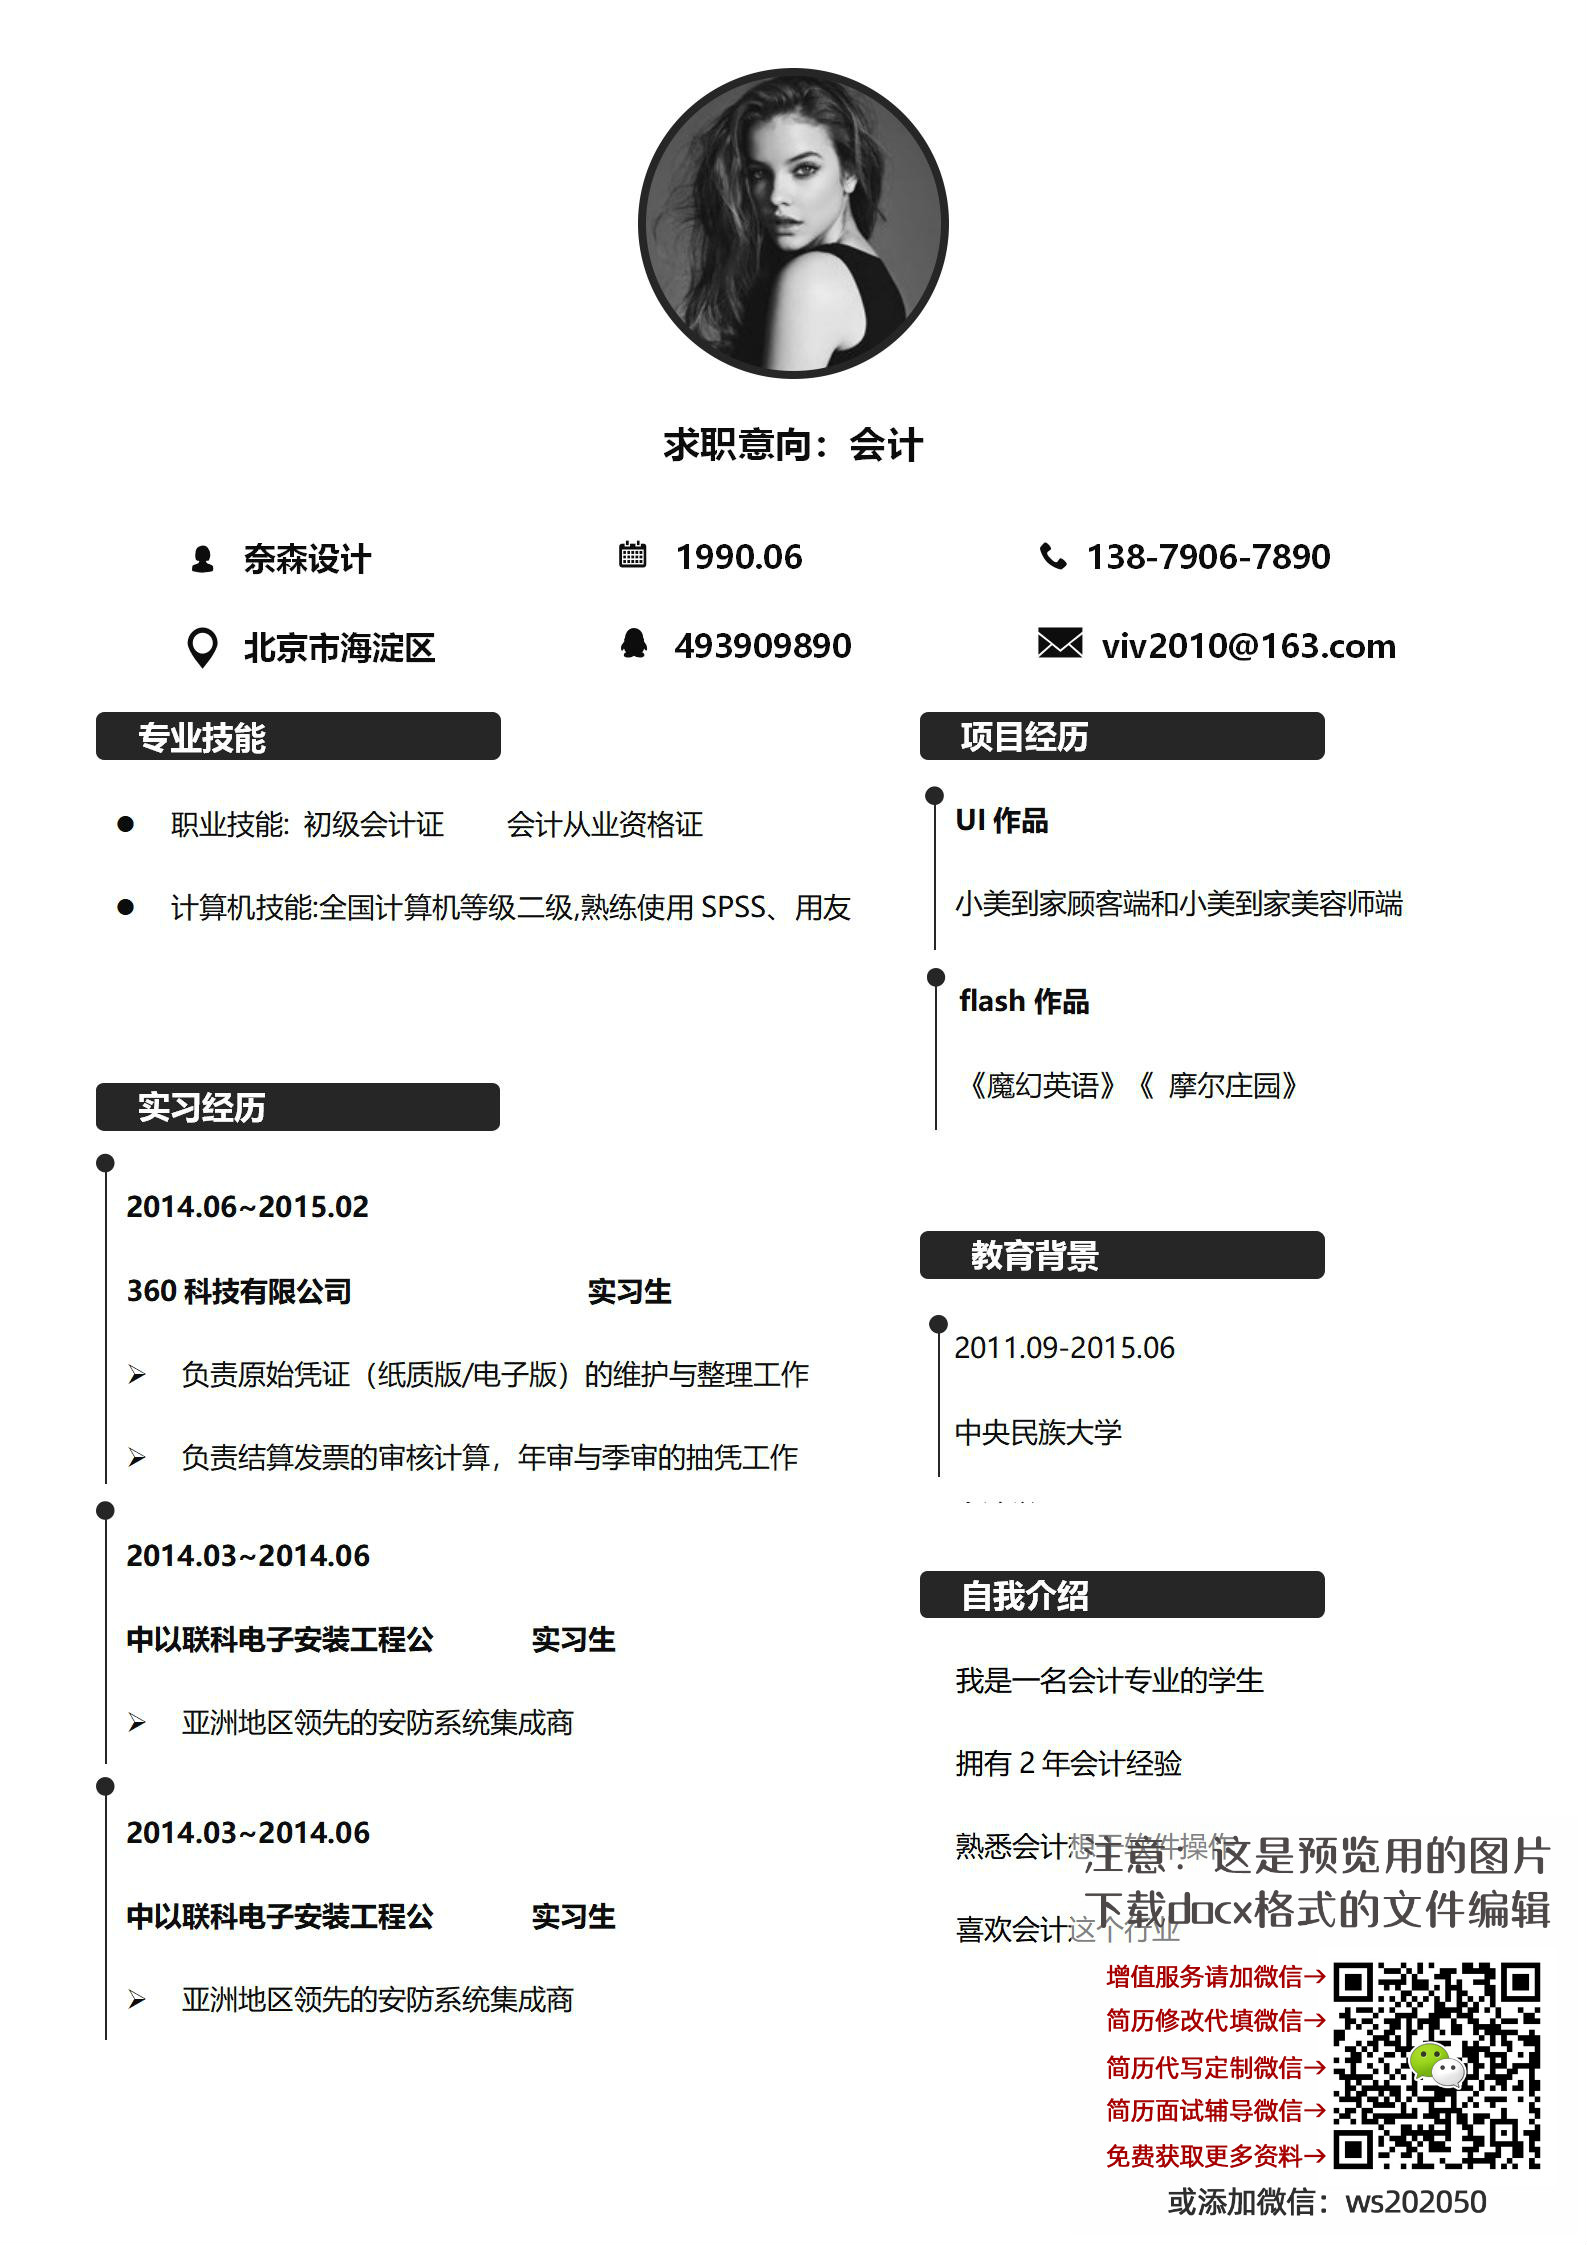 求职意向：会计
奈森设计
1990.06
138-7906-7890
北京市海淀区
493909890
viv2010@163.com
专业技能
职业技能: 初级会计证 会计从业资格证
计算机技能:全国计算机等级二级,熟练使用 SPSS、用友
实习经历
2014.06~2015.02
360 科技有限公司 实习生
负责原始凭证（纸质版/电子版）的维护与整理工作
负责结算发票的审核计算，年审与季审的抽凭工作
2014.03~2014.06
中以联科电子安装工程公 实习生
亚洲地区领先的安防系统集成商
2014.03~2014.06
中以联科电子安装工程公 实习生
亚洲地区领先的安防系统集成商
项目经历
UI 作品
小美到家顾客端和小美到家美容师端
flash 作品
《魔幻英语》《 摩尔庄园》
教育背景
2011.09-2015.06
中央民族大学
自我介绍
我是一名会计专业的学生
拥有 2 年会计经验
熟悉会计相关软件操作
喜欢会计这个行业
注意：这是预览用的图片
下载docx格式的文件编辑
增值服务请加微信→
简历修改代填微信→
简历代写定制微信→
简历面试辅导微信→
免费获取更多资料→
或添加微信：ws202050